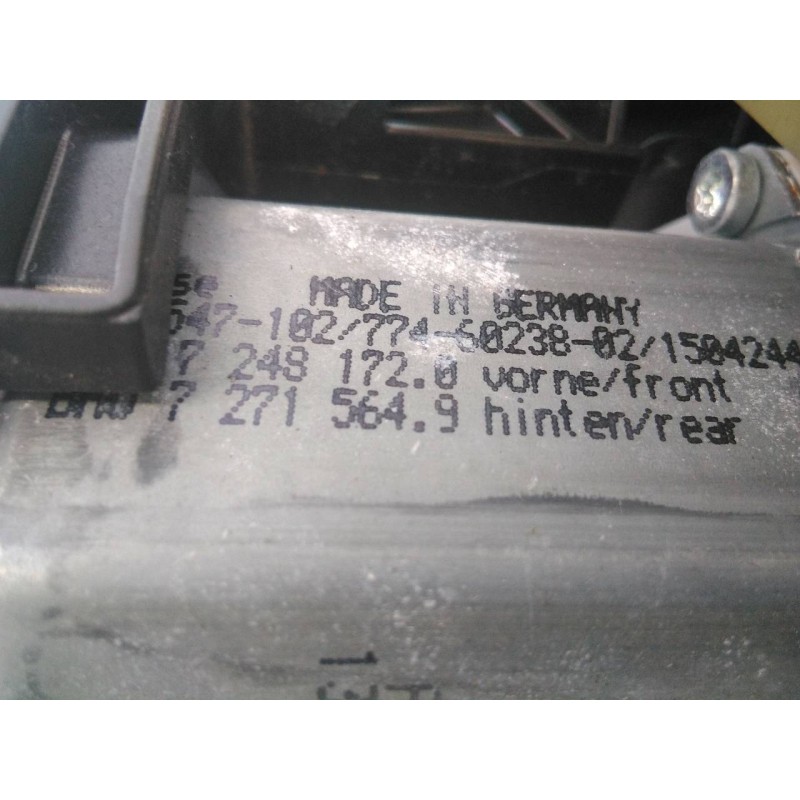 MADE IN GERMANY
047-102/774-60238-02/1504244
7 248 172.0 vorne/front
BMW 7 271 564.9 hinten/rear